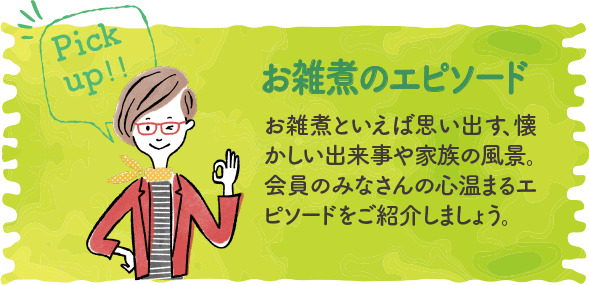 Pick
up!!
お雑煮のエピソード
お雑煮といえば思い出す、懐
かしい出来事や家族の風景。
会員のみなさんの心温まるエ
ピソードをご紹介しましょう。